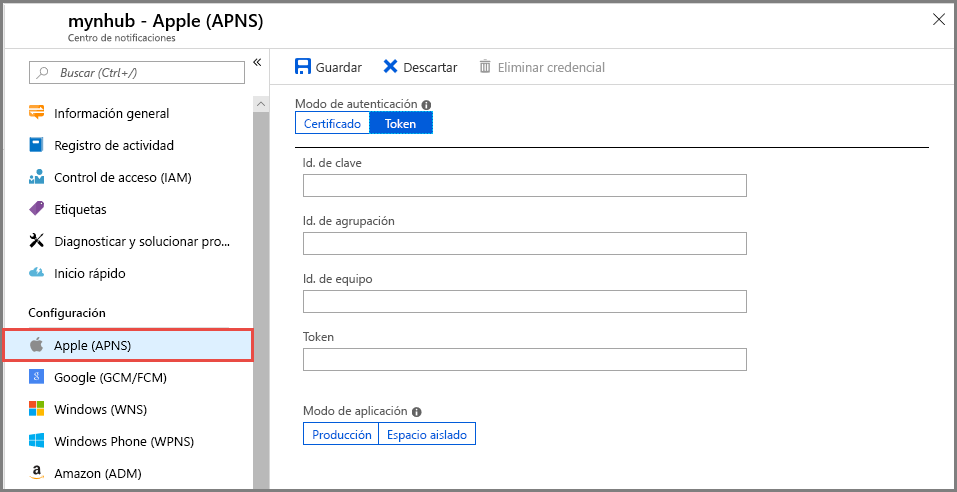 mynhub - Apple (APNS)
Centro de notificaciones
Buscar (Ctrl+/)
«
Información general
Registro de actividad
Control de acceso (IAM)
Etiquetas
Diagnosticar y solucionar pro...
Inicio rápido
Configuración
Apple (APNS)
Google (GCM/FCM)
Windows (WNS)
Windows Phone (WPNS)
Amazon (ADM)
Guardar Descartar Eliminar credencial
Modo de autenticación
Certificado Token
Id. de clave
Id. de agrupación
Id. de equipo
Token
Modo de aplicación
Producción Espacio aislado